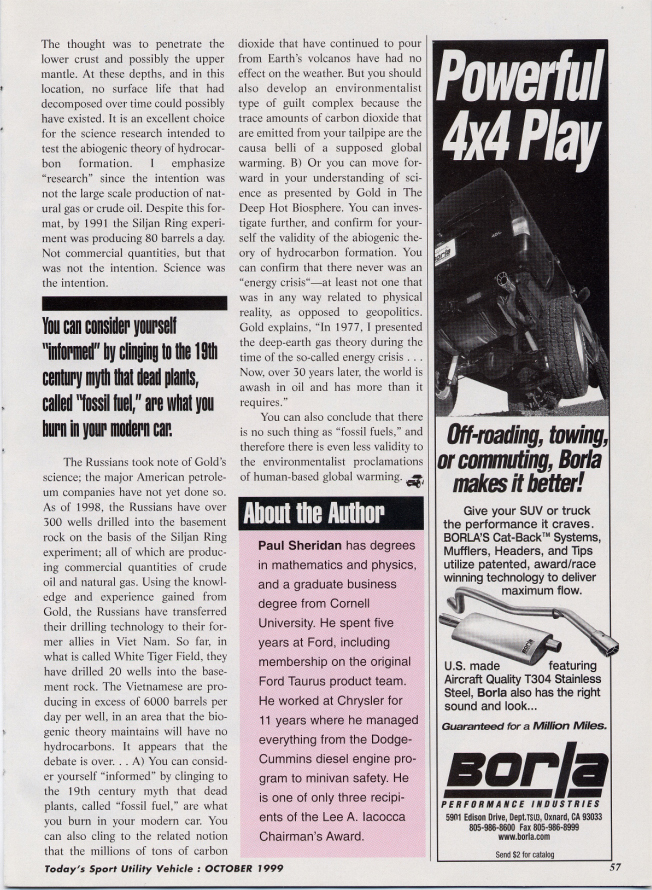 The thought was to penetrate the
lower crust and possibly the upper
mantle. At these depths, and in this
location, no surface life that had
decomposed over time could possibly
have existed. It is an excellent choice
for the science research intended to
test the abiogenic theory of hydrocar-
bon formation. I emphasize
"research" since the intention was
not the large scale production of nat-
ural gas or crude oil. Despite this for-
mat, by 1991 the Siljan Ring experi-
ment was producing 80 barrels a day.
Not commercial quantities, but that
was not the intention. Science was
the intention.
You can consider yourself
"informed" by clinging to the 19th
century myth that dead plants,
called "fossil fuel," are what you
burn in your modern car.
The Russians took note of Gold's
science; the major American petrole-
um companies have not yet done so.
As of 1998, the Russians have over
300 wells drilled into the basement
rock on the basis of the Siljan Ring
experiment; all of which are produc-
ing commercial quantities of crude
oil and natural gas. Using the knowl-
edge and experience gained from
Gold, the Russians have transferred
their drilling technology to their for-
mer allies in Viet Nam. So far, in
what is called White Tiger Field, they
have drilled 20 wells into the base-
ment rock. The Vietnamese are pro-
ducing in excess of 6000 barrels per
day per well, in an area that the bio-
genic theory maintains will have no
hydrocarbons. It appears that the
debate is over. . . A) You can consid-
er yourself "informed" by clinging to
the 19th century myth that dead
plants, called "fossil fuel," are what
you burn in your modern car. You
can also cling to the related notion
that the millions of tons of carbon
dioxide that have continued to pour
from Earth's volcanos have had no
effect on the weather. But you should
also develop an environmentalist
type of guilt complex because the
trace amounts of carbon dioxide that
are emitted from your tailpipe are the
causa belli of a supposed global
warming. B) Or you can move for-
ward in your understanding of sci-
ence as presented by Gold in The
Deep Hot Biosphere. You can inves-
tigate further, and confirm for your-
self the validity of the abiogenic the-
ory of hydrocarbon formation. You
can confirm that there never was an
"energy crisis"—at least not one that
was in any way related to physical
reality, as opposed to geopolitics.
Gold explains, "In 1977, I presented
the deep-earth gas theory during the
time of the so-called energy crisis . . .
Now, over 30 years later, the world is
awash in oil and has more than it
requires."
You can also conclude that there
is no such thing as "fossil fuels," and
therefore there is even less validity to
the environmentalist proclamations
of human-based global warming.
About the Author
Paul Sheridan has degrees
in mathematics and physics,
and a graduate business
degree from Cornell
University. He spent five
years at Ford, including
membership on the original
Ford Taurus product team.
He worked at Chrysler for
11 years where he managed
everything from the Dodge-
Cummins diesel engine pro-
gram to minivan safety. He
is one of only three recipi-
ents of the Lee A. Iacocca
Chairman's Award.
Powerful
4x4 Play
Borla
Off-roading, towing,
or commuting, Borla
makes it better!
Give your SUV or truck
the performance it craves.
BORLA'S Cat-Back™ Systems,
Mufflers, Headers, and Tips
utilize patented, award/race
winning technology to deliver
maximum flow.
BORLA
U.S. made featuring
Aircraft Quality T304 Stainless
Steel, Borla also has the right
sound and look...
Guaranteed for a Million Miles.
BORLA
PERFORMANCE INDUSTRIES
5901 Edison Drive, Dept.TSU3, Oxnard, CA 93033
805-986-8600 Fax 805-986-8999
www.borla.com
Send $2 for catalog
Today's Sport Utility Vehicle : OCTOBER 1999
57